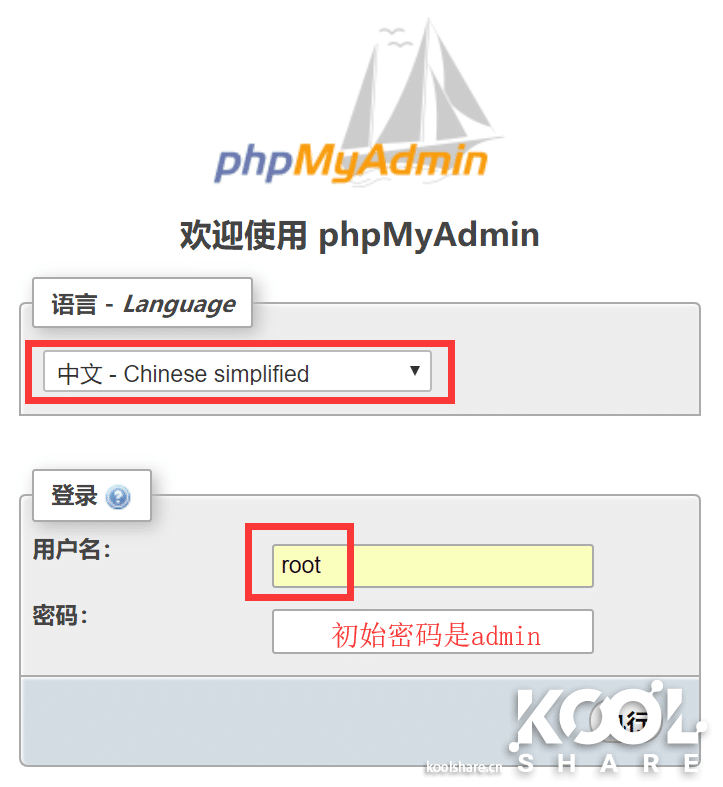 phpMyAdmin
欢迎使用 phpMyAdmin
语言 - Language
中文 - Chinese simplified
登录
用户名:
root
密码:
初始密码是admin
行
KOOL
SHARE
koolshare.cn